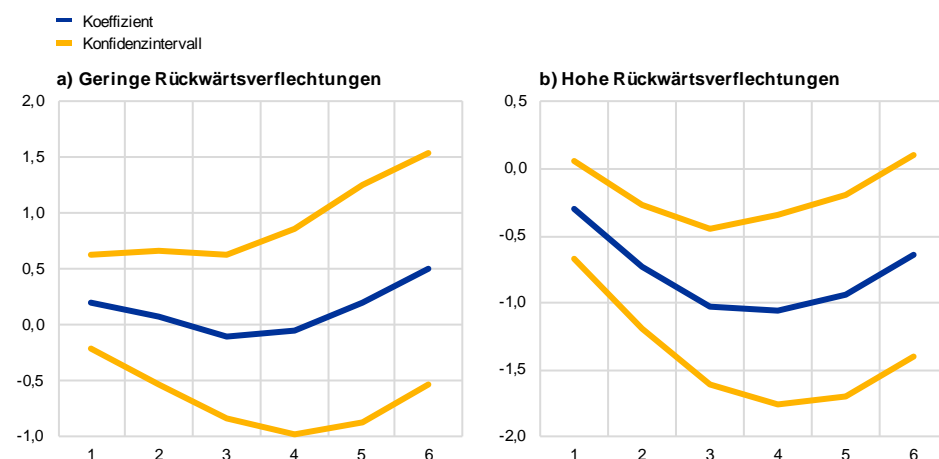 Koeffizient
Konfidenzintervall
a) Geringe Rückwärtsverflechtungen
2,0
1,5
1,0
0,5
0,0
-0,5
-1,0
1 2 3 4 5 6
b) Hohe Rückwärtsverflechtungen
0,5
0,0
-0,5
-1,0
-1,5
-2,0
1 2 3 4 5 6